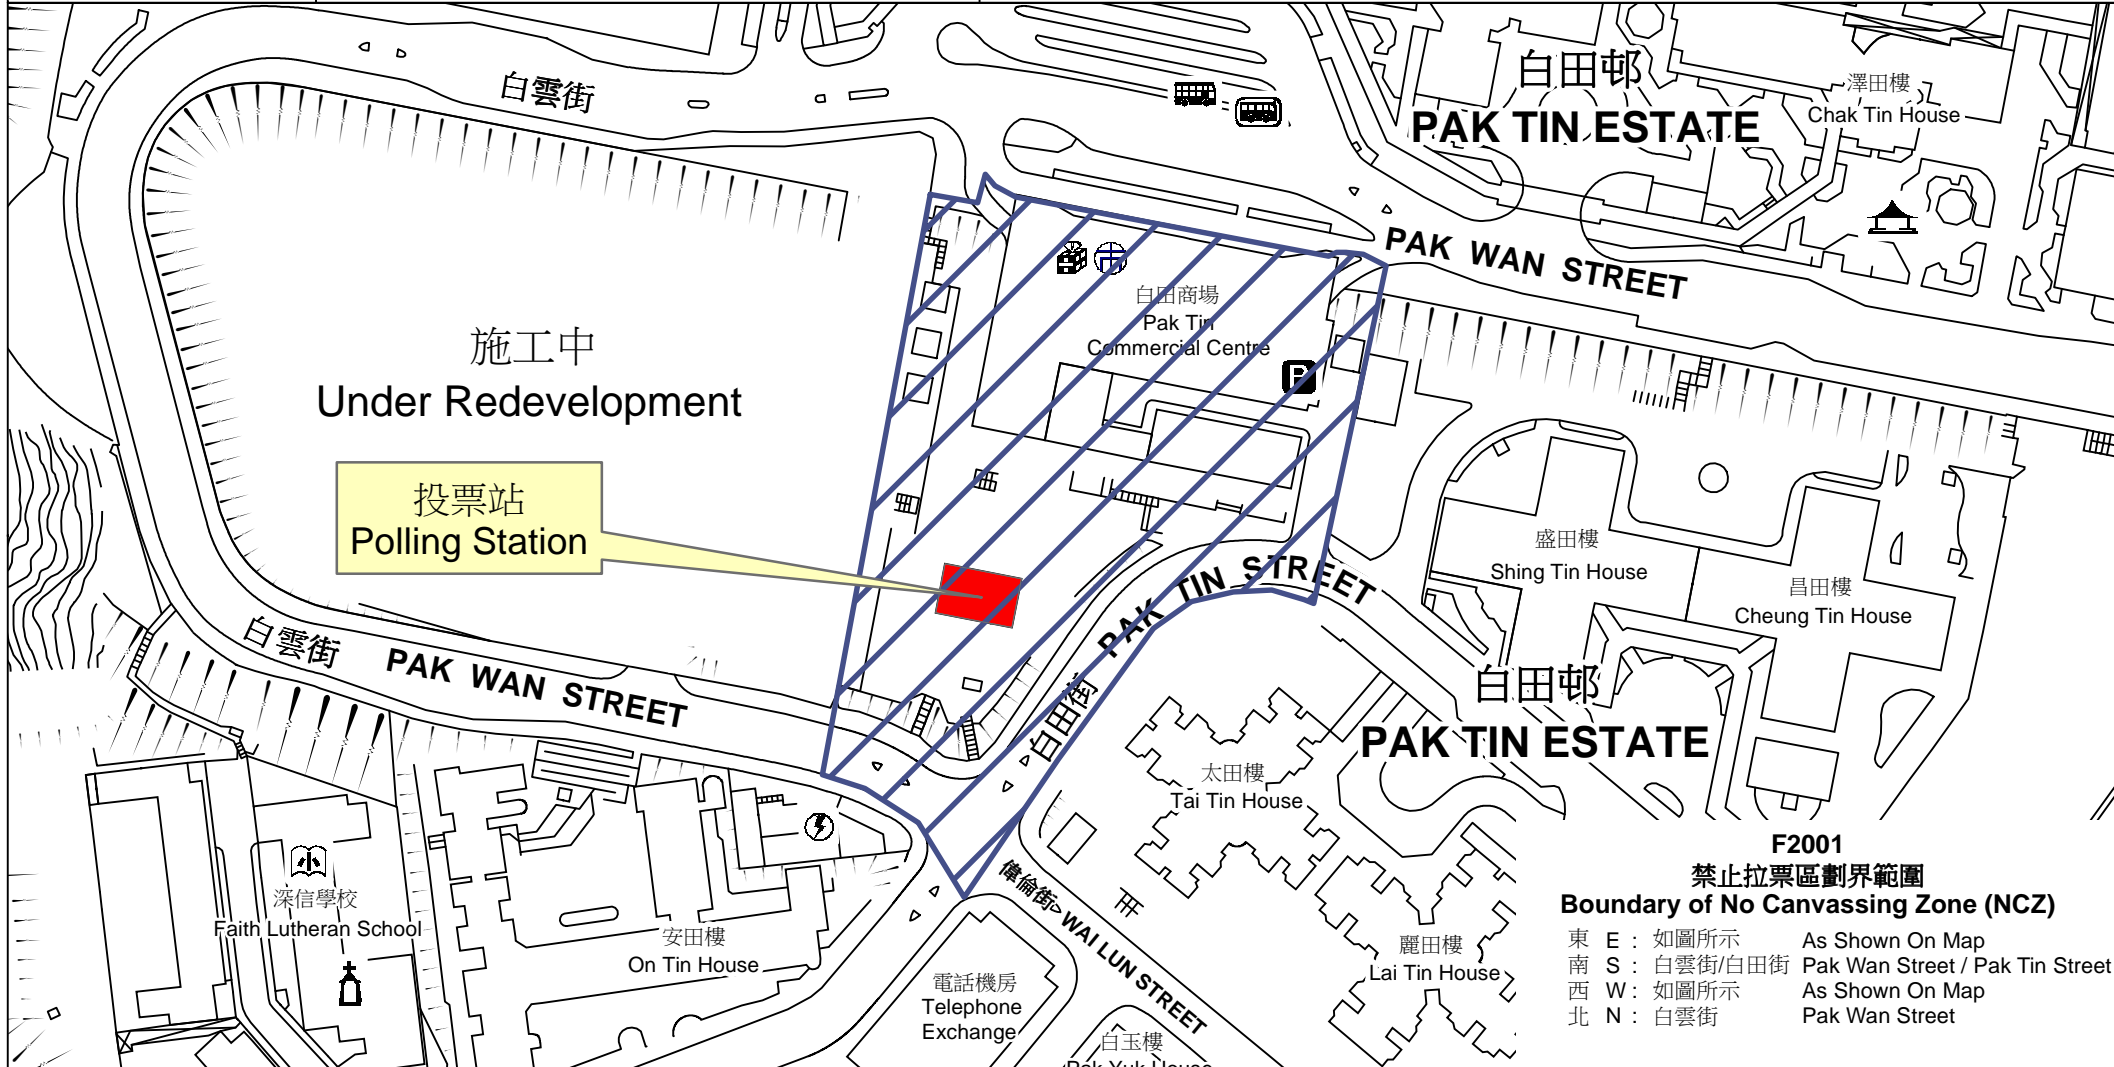 白雲街
白田邨
PAK TIN ESTATE
澤田樓
Chak Tin House
PAK WAN STREET
白田商場
Pak Tin
Commercial Centre
P
施工中
Under Redevelopment
投票站
Polling Station
盛田樓
Shing Tin House
昌田樓
Cheung Tin House
PAK TIN STREET
白田街
白雲街 PAK WAN STREET
白田邨
PAK TIN ESTATE
太田樓
Tai Tin House
深信學校
Faith Lutheran School
安田樓
On Tin House
偉倫街 WAI LUN STREET
麗田樓
Lai Tin House
電話機房
Telephone
Exchange
白玉樓
Pak Yuk House
F2001
禁止拉票區劃界範圍
Boundary of No Canvassing Zone (NCZ)
東 E : 如圖所示 As Shown On Map
南 S : 白雲街/白田街 Pak Wan Street / Pak Tin Street
西 W : 如圖所示 As Shown On Map
北 N : 白雲街 Pak Wan Street